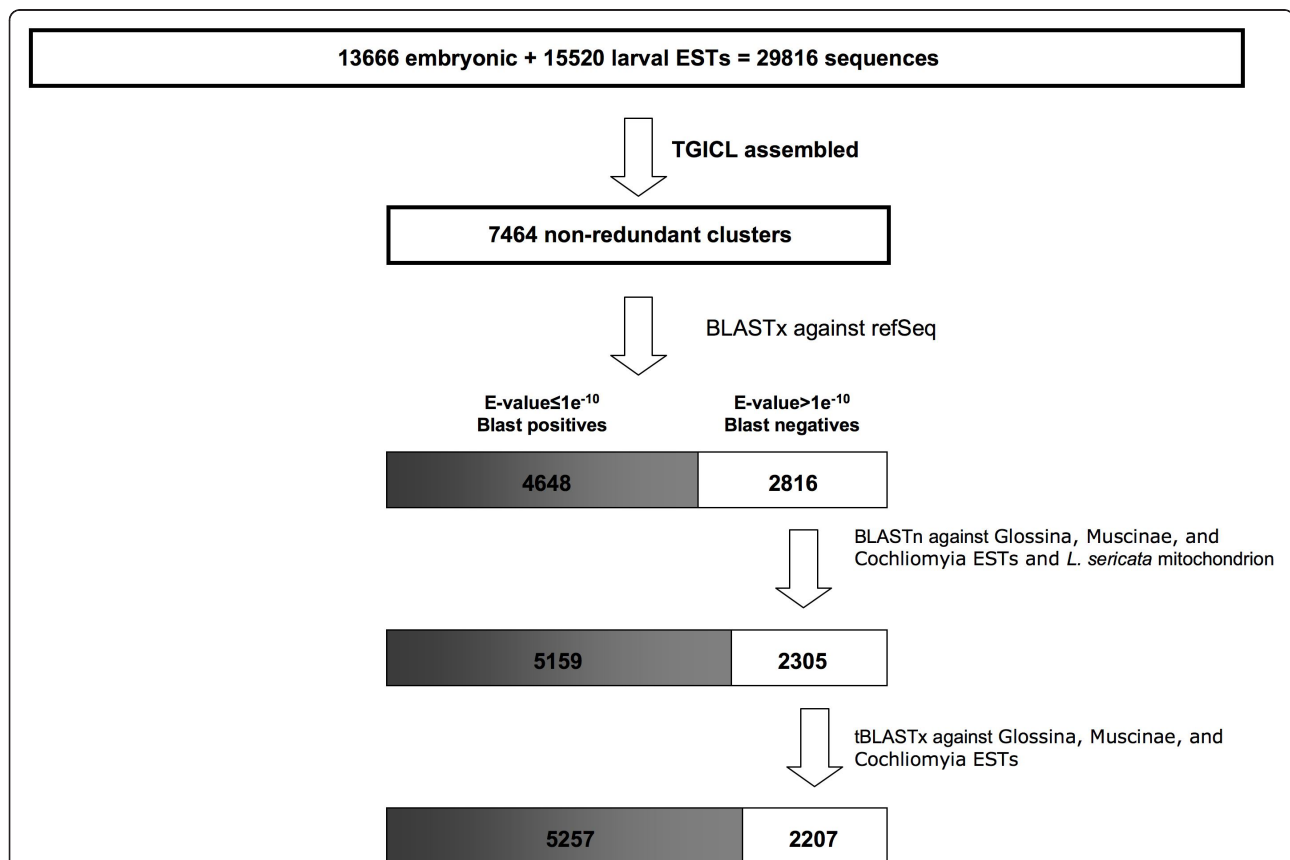 13666 embryonic + 15520 larval ESTs = 29816 sequences
TGICL assembled
7464 non-redundant clusters
BLASTx against refSeq
E-value≤1e-10
Blast positives
E-value>1e-10
Blast negatives
4648
2816
BLASTn against Glossina, Muscinae, and
Cochliomyia ESTs and L. sericata mitochondrion
5159
2305
tBLASTx against Glossina, Muscinae, and
Cochliomyia ESTs
5257
2207